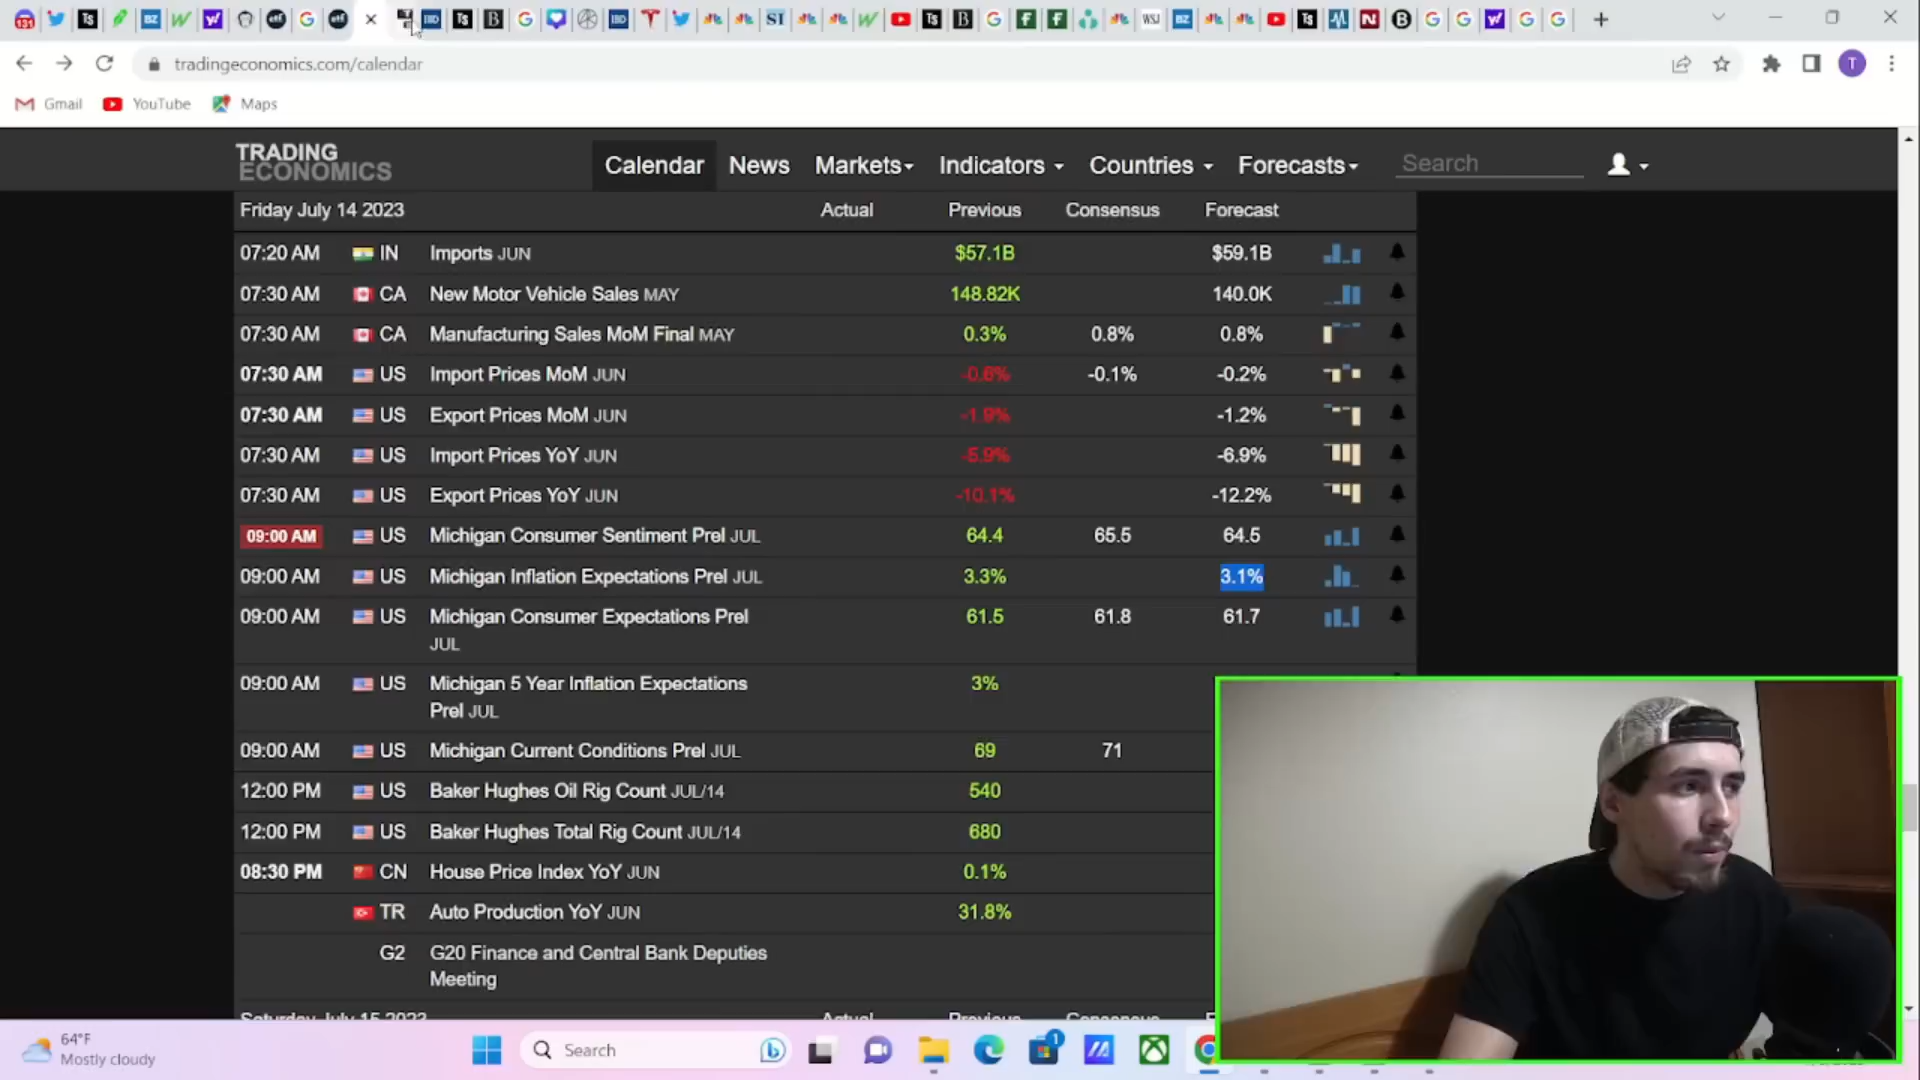 tradingeconomics.com/calendar
Gmail YouTube Maps
TRADING
ECONOMICS
Calendar News Markets Indicators Countries Forecasts Search
Friday July 14 2023 Actual Previous Consensus Forecast
07:20 AM IN Imports JUN $57.1B $59.1B
07:30 AM CA New Motor Vehicle Sales MAY 148.82K 140.0K
07:30 AM CA Manufacturing Sales MoM Final MAY 0.3% 0.8% 0.8%
07:30 AM US Import Prices MoM JUN -0.6% -0.1% -0.2%
07:30 AM US Export Prices MoM JUN -1.9% -1.2%
07:30 AM US Import Prices YoY JUN -5.9% -6.9%
07:30 AM US Export Prices YoY JUN -10.1% -12.2%
09:00 AM US Michigan Consumer Sentiment Prel JUL 64.4 65.5 64.5
09:00 AM US Michigan Inflation Expectations Prel JUL 3.3% 3.1%
09:00 AM US Michigan Consumer Expectations Prel 61.5 61.8 61.7
JUL
09:00 AM US Michigan 5 Year Inflation Expectations 3%
Prel JUL
09:00 AM US Michigan Current Conditions Prel JUL 69 71
12:00 PM US Baker Hughes Oil Rig Count JUL/14 540
12:00 PM US Baker Hughes Total Rig Count JUL/14 680
08:30 PM CN House Price Index YoY JUN 0.1%
TR Auto Production YoY JUN 31.8%
G2 G20 Finance and Central Bank Deputies
Meeting
Saturday July 15 2023 Actual Previous Consensus
64°F
Mostly cloudy
Search